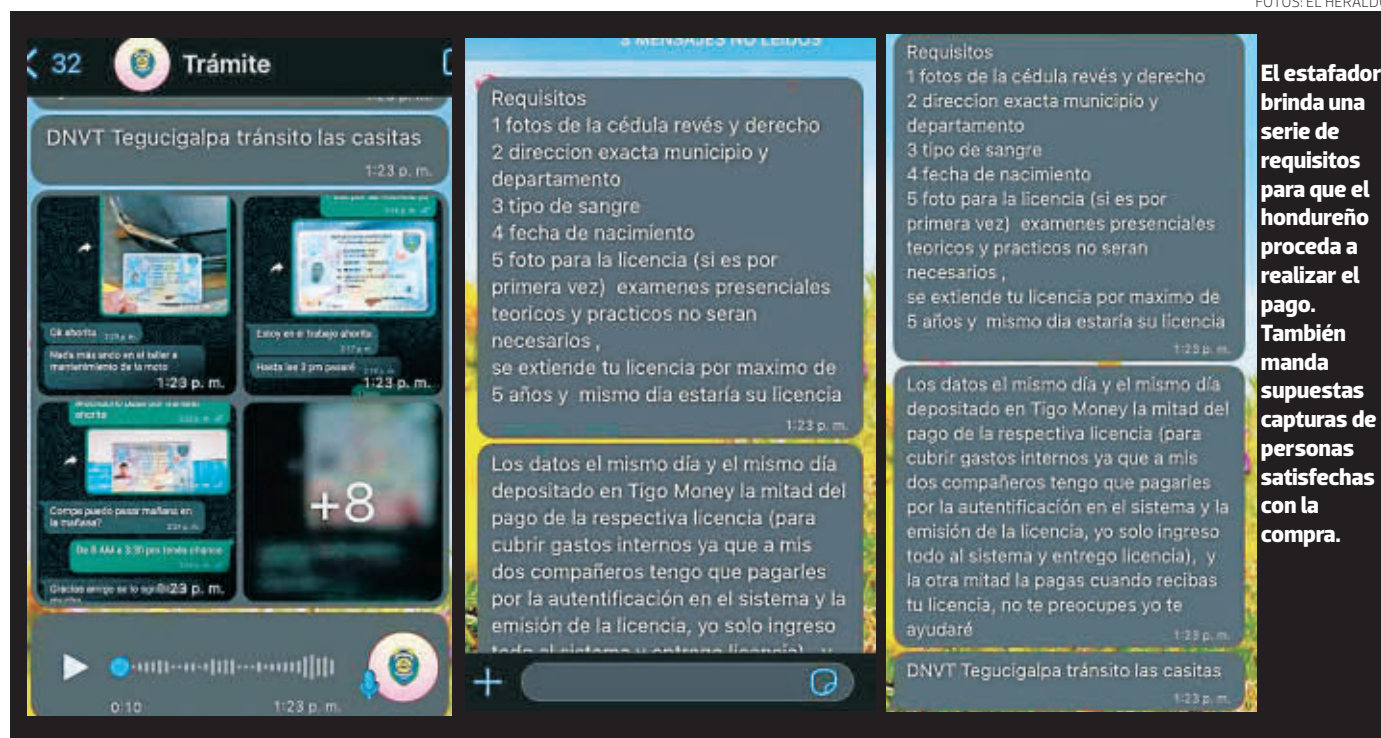 FOTOS: EL HERALDO
32
Trámite
DNVT Tegucigalpa tránsito las casitas
1:23 p. m.
Ok ahorita
Nada más ando en el taller a
mantenimiento de la moto
1:23 p. m.
Estoy en el trabajo ahorita
Hasta las 3 pm pasaré
1:23 p. m.
ahorita
Compa puedo pasar mañana en
la mañana?
De 8 AM a 3:30 pm tenés chance
1:23 p. m.
+8
0:10
1:23 p. m.
3 MENSAJES NO LEIDOS
Requisitos
1 fotos de la cédula revés y derecho
2 direccion exacta municipio y
departamento
3 tipo de sangre
4 fecha de nacimiento
5 foto para la licencia (si es por
primera vez) examenes presenciales
teoricos y practicos no seran
necesarios ,
se extiende tu licencia por maximo de
5 años y mismo dia estaría su licencia
1:23 p. m.
Los datos el mismo día y el mismo día
depositado en Tigo Money la mitad del
pago de la respectiva licencia (para
cubrir gastos internos ya que a mis
dos compañeros tengo que pagarles
por la autentificación en el sistema y la
emisión de la licencia, yo solo ingreso
todo al sistema y entrego licencia), y
Requisitos
1 fotos de la cédula revés y derecho
2 direccion exacta municipio y
departamento
3 tipo de sangre
4 fecha de nacimiento
5 foto para la licencia (si es por
primera vez) examenes presenciales
teoricos y practicos no seran
necesarios ,
se extiende tu licencia por maximo de
5 años y mismo dia estaría su licencia
1:23 p. m.
Los datos el mismo día y el mismo día
depositado en Tigo Money la mitad del
pago de la respectiva licencia (para
cubrir gastos internos ya que a mis
dos compañeros tengo que pagarles
por la autentificación en el sistema y la
emisión de la licencia, yo solo ingreso
todo al sistema y entrego licencia), y
la otra mitad la pagas cuando recibas
tu licencia, no te preocupes yo te
ayudaré
1:23 p. m.
DNVT Tegucigalpa tránsito las casitas
1:23 p. m.
El estafador
brinda una
serie de
requisitos
para que el
hondureño
proceda a
realizar el
pago.
También
manda
supuestas
capturas de
personas
satisfechas
con la
compra.